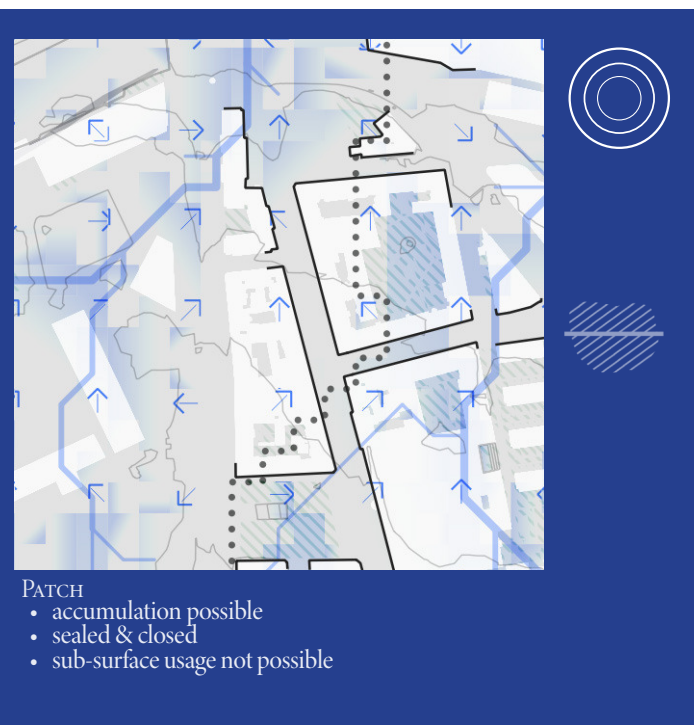 Patch
• accumulation possible
• sealed & closed
• sub-surface usage not possible